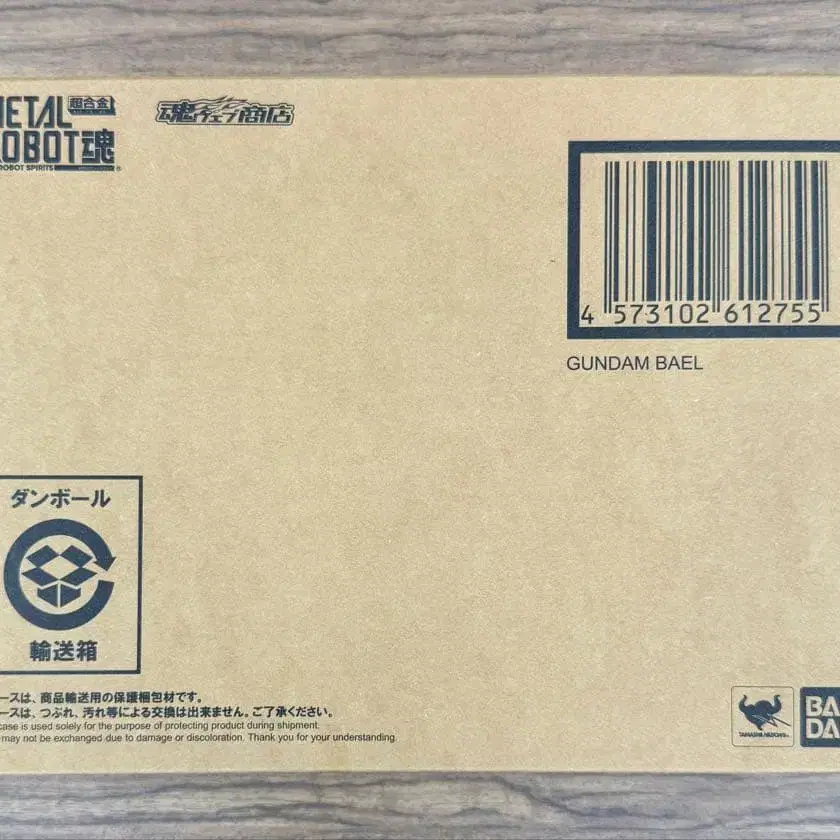 METAL 超合金
ROBOT魂
ROBOT SPIRITS
魂ウェブ商店
4 573102 612755
GUNDAM BAEL
ダンボール
輸送箱
ースは、商品輸送用の保護梱包材です。
ースは、つぶれ、汚れ等による交換は出来ません。ご了承ください。
case is used solely for the purpose of protecting product during shipment.
may not be exchanged due to damage or discoloration. Thank you for your understanding.
TAMASHII NATIONS
BA
DA